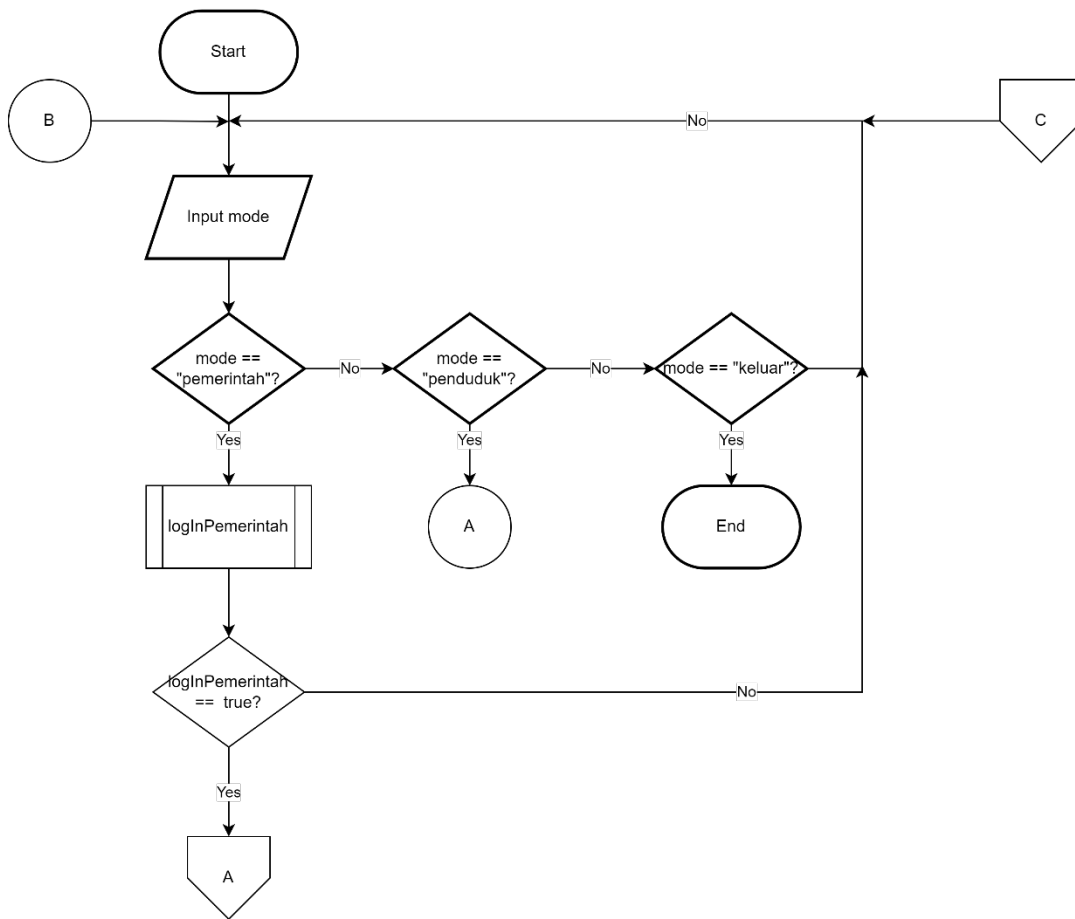 Start
B
No
C
Input mode
mode ==
"pemerintah"?
No
mode ==
"penduduk"?
No
mode == "keluar"?
Yes
Yes
Yes
logInPemerintah
A
End
logInPemerintah
== true?
No
Yes
A